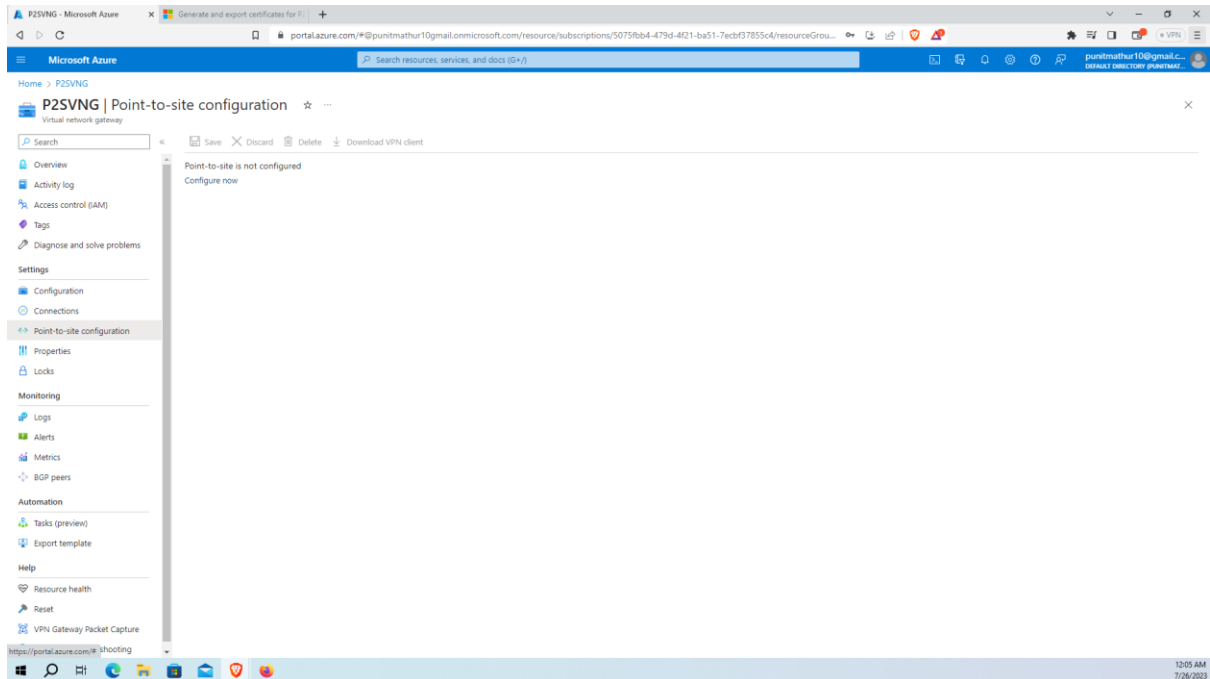 P2SVNG - Microsoft Azure
Generate and export certificates for P2
portal.azure.com/#@punitmathur10gmail.onmicrosoft.com/resource/subscriptions/5075fbb4-479d-4f21-ba51-7ecbf37855c4/resourceGrou...
VPN
Microsoft Azure
Search resources, services, and docs (G+/)
punitmathur10@gmail.c...
DEFAULT DIRECTORY (PUNITMAT...
Home > P2SVNG
P2SVNG | Point-to-site configuration
Virtual network gateway
Search
Save Discard Delete Download VPN client
Overview
Point-to-site is not configured
Configure now
Activity log
Access control (IAM)
Tags
Diagnose and solve problems
Settings
Configuration
Connections
Point-to-site configuration
Properties
Locks
Monitoring
Logs
Alerts
Metrics
BGP peers
Automation
Tasks (preview)
Export template
Help
Resource health
Reset
VPN Gateway Packet Capture
https://portal.azure.com/# shooting
12:05 AM
7/26/2023